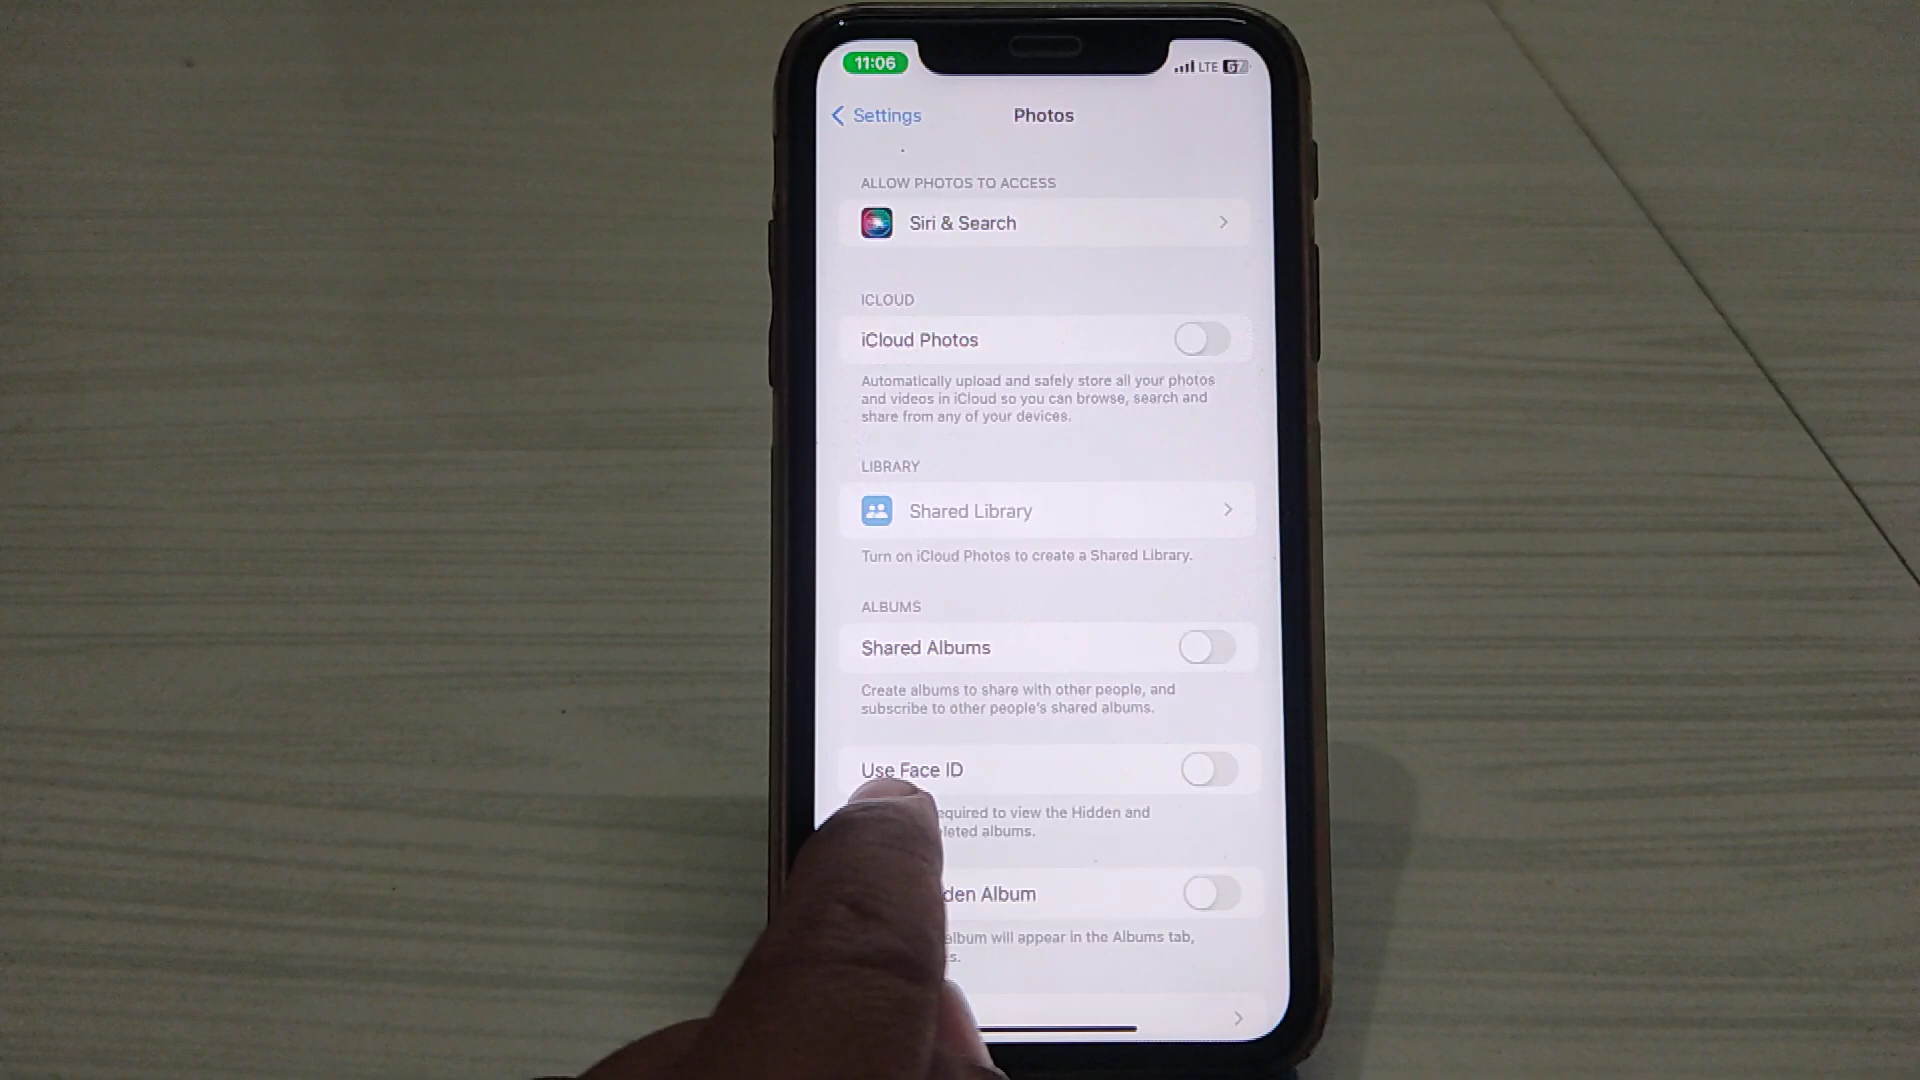 11:06
LTE 67
Settings
Photos
ALLOW PHOTOS TO ACCESS
Siri & Search
ICLOUD
iCloud Photos
Automatically upload and safely store all your photos
and videos in iCloud so you can browse, search and
share from any of your devices.
LIBRARY
Shared Library
Turn on iCloud Photos to create a Shared Library.
ALBUMS
Shared Albums
Create albums to share with other people, and
subscribe to other people's shared albums.
Use Face ID
equired to view the Hidden and
leted albums.
den Album
album will appear in the Albums tab,
s.